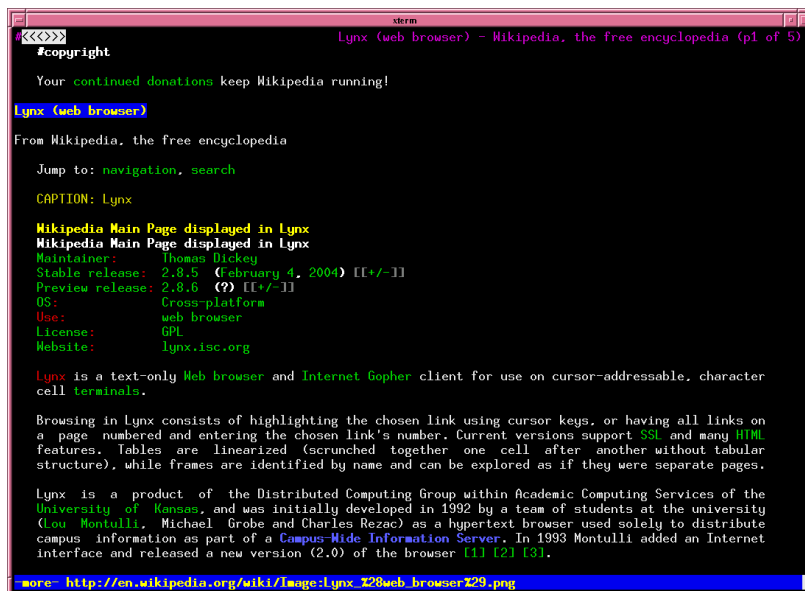 xterm
#<<<>>> Lynx (web browser) - Wikipedia, the free encyclopedia (p1 of 5)
#copyright
Your continued donations keep Wikipedia running!
Lynx (web browser)
From Wikipedia, the free encyclopedia
Jump to: navigation, search
CAPTION: Lynx
Wikipedia Main Page displayed in Lynx
Wikipedia Main Page displayed in Lynx
Maintainer: Thomas Dickey
Stable release: 2.8.5 (February 4, 2004) [[+/-]]
Preview release: 2.8.6 (?) [[+/-]]
OS: Cross-platform
Use: web browser
License: GPL
Website: lynx.isc.org
Lynx is a text-only Web browser and Internet Gopher client for use on cursor-addressable, character
cell terminals.
Browsing in Lynx consists of highlighting the chosen link using cursor keys, or having all links on
a page numbered and entering the chosen link's number. Current versions support SSL and many HTML
features. Tables are linearized (scrunched together one cell after another without tabular
structure), while frames are identified by name and can be explored as if they were separate pages.
Lynx is a product of the Distributed Computing Group within Academic Computing Services of the
University of Kansas, and was initially developed in 1992 by a team of students at the university
(Lou Montulli, Michael Grobe and Charles Rezac) as a hypertext browser used solely to distribute
campus information as part of a Campus-Wide Information Server. In 1993 Montulli added an Internet
interface and released a new version (2.0) of the browser [1] [2] [3].
-more- http://en.wikipedia.org/wiki/Image:Lynx_%28web_browser%29.png